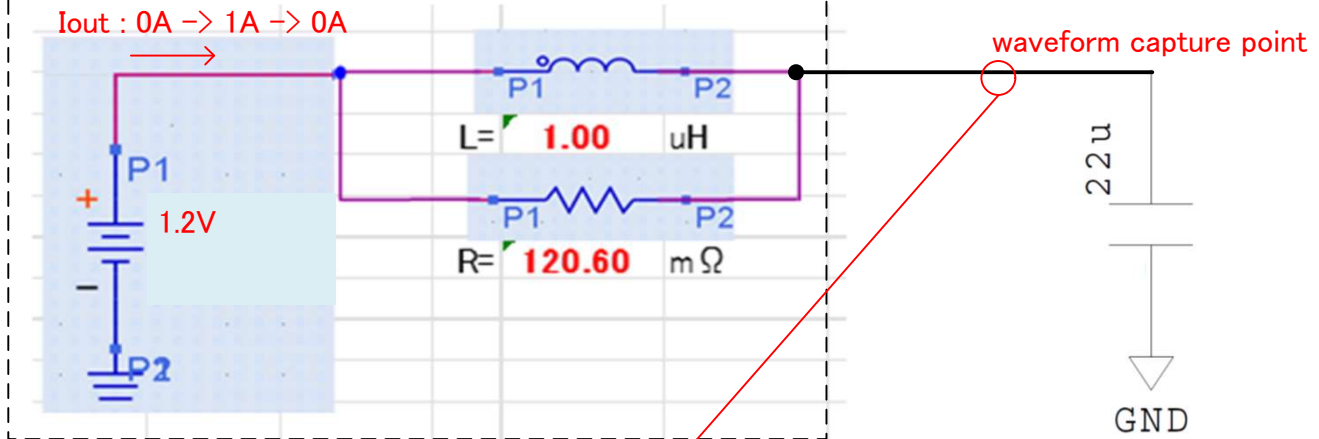 Iout : 0A -> 1A -> 0A
waveform capture point
P1 P2
L= 1.00 uH
22u
P1
+
1.2V
P1 P2
R= 120.60 mΩ
−
P2
GND